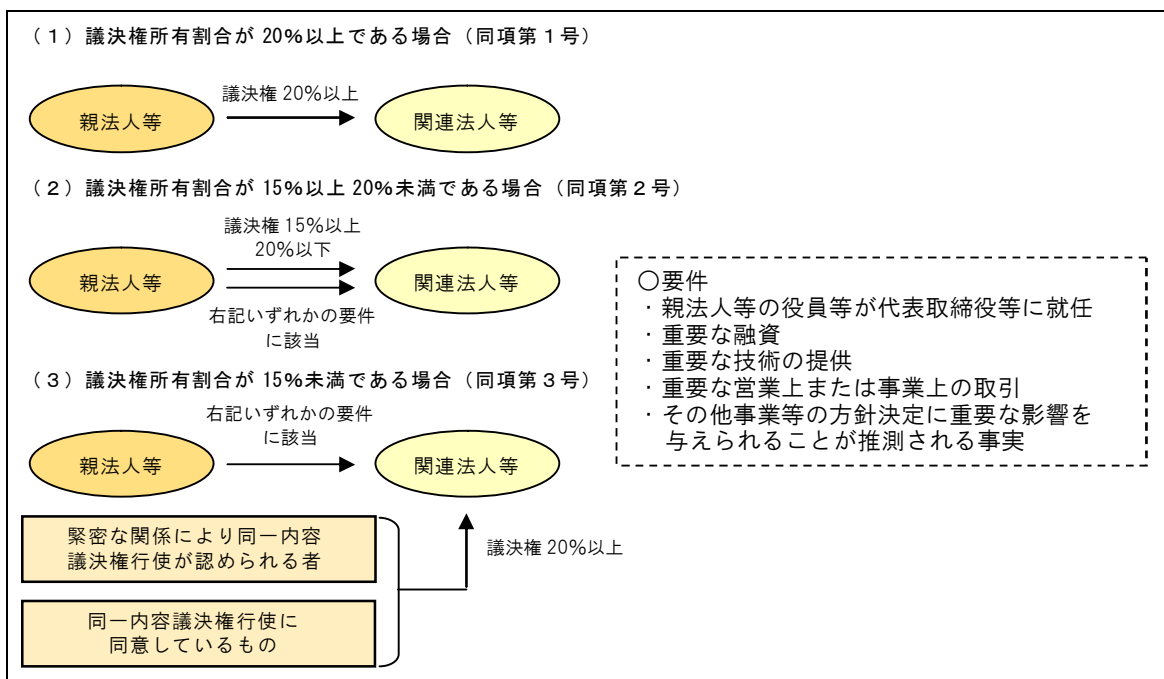 （１）議決権所有割合が 20%以上である場合（同項第１号）
議決権 20%以上
親法人等
関連法人等
（２）議決権所有割合が 15%以上 20%未満である場合（同項第２号）
議決権 15%以上
20%以下
親法人等
関連法人等
右記いずれかの要件
に該当
○要件
・親法人等の役員等が代表取締役等に就任
・重要な融資
・重要な技術の提供
・重要な営業上または事業上の取引
・その他事業等の方針決定に重要な影響を
与えられることが推測される事実
（３）議決権所有割合が 15%未満である場合（同項第３号）
右記いずれかの要件
に該当
親法人等
関連法人等
緊密な関係により同一内容
議決権行使が認められる者
議決権 20%以上
同一内容議決権行使に
同意しているもの